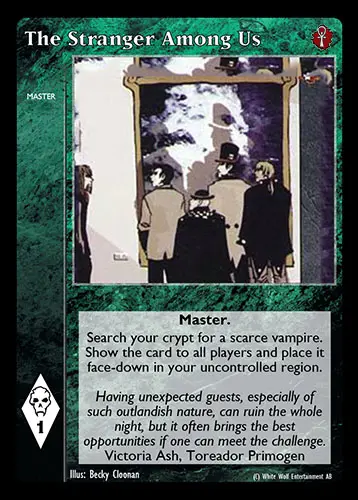 The Stranger Among Us
MASTER
Master.
Search your crypt for a scarce vampire.
Show the card to all players and place it
face-down in your uncontrolled region.
Having unexpected guests, especially of
such outlandish nature, can ruin the whole
night, but it often brings the best
opportunities if one can meet the challenge.
Victoria Ash, Toreador Primogen
1
Illus: Becky Cloonan
(C) White Wolf Entertainment AB